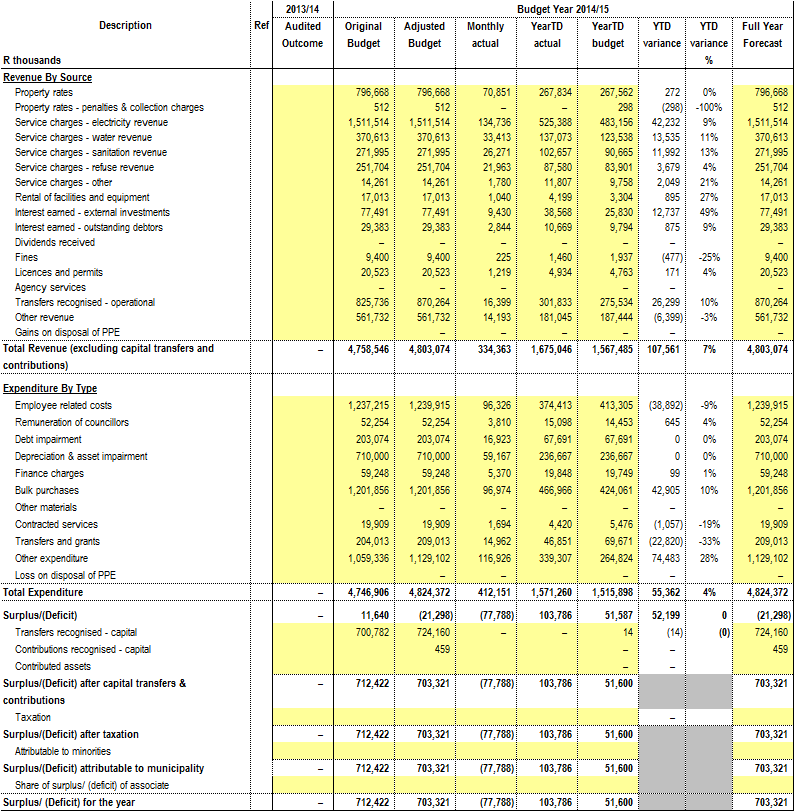 2013/14 Budget Year 2014/15
Description Ref Audited Original Adjusted Monthly YearTD YearTD YTD YTD Full Year
Outcome Budget Budget actual actual budget variance variance Forecast
R thousands %
Revenue By Source
Property rates 796,668 796,668 70,851 267,834 267,562 272 0% 796,668
Property rates - penalties & collection charges 512 512 – – 298 (298) -100% 512
Service charges - electricity revenue 1,511,514 1,511,514 134,736 525,388 483,156 42,232 9% 1,511,514
Service charges - water revenue 370,613 370,613 33,413 137,073 123,538 13,535 11% 370,613
Service charges - sanitation revenue 271,995 271,995 26,271 102,657 90,665 11,992 13% 271,995
Service charges - refuse revenue 251,704 251,704 21,963 87,580 83,901 3,679 4% 251,704
Service charges - other 14,261 14,261 1,780 11,807 9,758 2,049 21% 14,261
Rental of facilities and equipment 17,013 17,013 1,040 4,199 3,304 895 27% 17,013
Interest earned - external investments 77,491 77,491 9,430 38,568 25,830 12,737 49% 77,491
Interest earned - outstanding debtors 29,383 29,383 2,844 10,669 9,794 875 9% 29,383
Dividends received – – – – – – –
Fines 9,400 9,400 225 1,460 1,937 (477) -25% 9,400
Licences and permits 20,523 20,523 1,219 4,934 4,763 171 4% 20,523
Agency services – – – – – – –
Transfers recognised - operational 825,736 870,264 16,399 301,833 275,534 26,299 10% 870,264
Other revenue 561,732 561,732 14,193 181,045 187,444 (6,399) -3% 561,732
Gains on disposal of PPE – – – – – –
Total Revenue (excluding capital transfers and – 4,758,546 4,803,074 334,363 1,675,046 1,567,485 107,561 7% 4,803,074
contributions)
Expenditure By Type
Employee related costs 1,237,215 1,239,915 96,326 374,413 413,305 (38,892) -9% 1,239,915
Remuneration of councillors 52,254 52,254 3,810 15,098 14,453 645 4% 52,254
Debt impairment 203,074 203,074 16,923 67,691 67,691 0 0% 203,074
Depreciation & asset impairment 710,000 710,000 59,167 236,667 236,667 0 0% 710,000
Finance charges 59,248 59,248 5,370 19,848 19,749 99 1% 59,248
Bulk purchases 1,201,856 1,201,856 96,974 466,966 424,061 42,905 10% 1,201,856
Other materials – – – – – – –
Contracted services 19,909 19,909 1,694 4,420 5,476 (1,057) -19% 19,909
Transfers and grants 204,013 209,013 14,962 46,851 69,671 (22,820) -33% 209,013
Other expenditure 1,059,336 1,129,102 116,926 339,307 264,824 74,483 28% 1,129,102
Loss on disposal of PPE – – – – – –
Total Expenditure – 4,746,906 4,824,372 412,151 1,571,260 1,515,898 55,362 4% 4,824,372
Surplus/(Deficit) – 11,640 (21,298) (77,788) 103,786 51,587 52,199 0 (21,298)
Transfers recognised - capital 700,782 724,160 – – 14 (14) (0) 724,160
Contributions recognised - capital 459 – – 459
Contributed assets – –
Surplus/(Deficit) after capital transfers & – 712,422 703,321 (77,788) 103,786 51,600 703,321
contributions
Taxation –
Surplus/(Deficit) after taxation – 712,422 703,321 (77,788) 103,786 51,600 703,321
Attributable to minorities
Surplus/(Deficit) attributable to municipality – 712,422 703,321 (77,788) 103,786 51,600 703,321
Share of surplus/ (deficit) of associate
Surplus/ (Deficit) for the year – 712,422 703,321 (77,788) 103,786 51,600 703,321